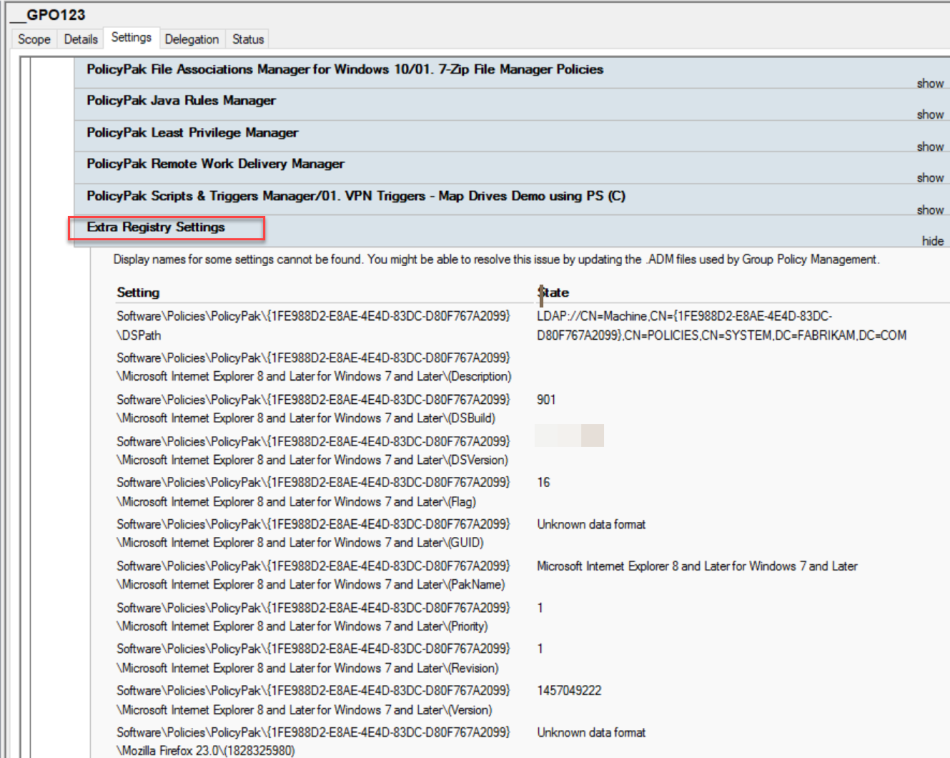 __GPO123
Scope Details Settings Delegation Status
PolicyPak File Associations Manager for Windows 10/01. 7-Zip File Manager Policies
show
PolicyPak Java Rules Manager
show
PolicyPak Least Privilege Manager
show
PolicyPak Remote Work Delivery Manager
show
PolicyPak Scripts & Triggers Manager/01. VPN Triggers - Map Drives Demo using PS (C)
show
Extra Registry Settings
hide
Display names for some settings cannot be found. You might be able to resolve this issue by updating the .ADM files used by Group Policy Management.
Setting State
Software\Policies\PolicyPak\{1FE988D2-E8AE-4E4D-83DC-D80F767A2099} LDAP://CN=Machine,CN={1FE988D2-E8AE-4E4D-83DC-
\DSPath D80F767A2099},CN=POLICIES,CN=SYSTEM,DC=FABRIKAM,DC=COM
Software\Policies\PolicyPak\{1FE988D2-E8AE-4E4D-83DC-D80F767A2099}
\Microsoft Internet Explorer 8 and Later for Windows 7 and Later\(Description)
Software\Policies\PolicyPak\{1FE988D2-E8AE-4E4D-83DC-D80F767A2099} 901
\Microsoft Internet Explorer 8 and Later for Windows 7 and Later\(DSBuild)
Software\Policies\PolicyPak\{1FE988D2-E8AE-4E4D-83DC-D80F767A2099}
\Microsoft Internet Explorer 8 and Later for Windows 7 and Later\(DSVersion)
Software\Policies\PolicyPak\{1FE988D2-E8AE-4E4D-83DC-D80F767A2099} 16
\Microsoft Internet Explorer 8 and Later for Windows 7 and Later\(Flag)
Software\Policies\PolicyPak\{1FE988D2-E8AE-4E4D-83DC-D80F767A2099} Unknown data format
\Microsoft Internet Explorer 8 and Later for Windows 7 and Later\(GUID)
Software\Policies\PolicyPak\{1FE988D2-E8AE-4E4D-83DC-D80F767A2099} Microsoft Internet Explorer 8 and Later for Windows 7 and Later
\Microsoft Internet Explorer 8 and Later for Windows 7 and Later\(PakName)
Software\Policies\PolicyPak\{1FE988D2-E8AE-4E4D-83DC-D80F767A2099} 1
\Microsoft Internet Explorer 8 and Later for Windows 7 and Later\(Priority)
Software\Policies\PolicyPak\{1FE988D2-E8AE-4E4D-83DC-D80F767A2099} 1
\Microsoft Internet Explorer 8 and Later for Windows 7 and Later\(Revision)
Software\Policies\PolicyPak\{1FE988D2-E8AE-4E4D-83DC-D80F767A2099} 1457049222
\Microsoft Internet Explorer 8 and Later for Windows 7 and Later\(Version)
Software\Policies\PolicyPak\{1FE988D2-E8AE-4E4D-83DC-D80F767A2099} Unknown data format
\Mozilla Firefox 23.0\(1828325980)